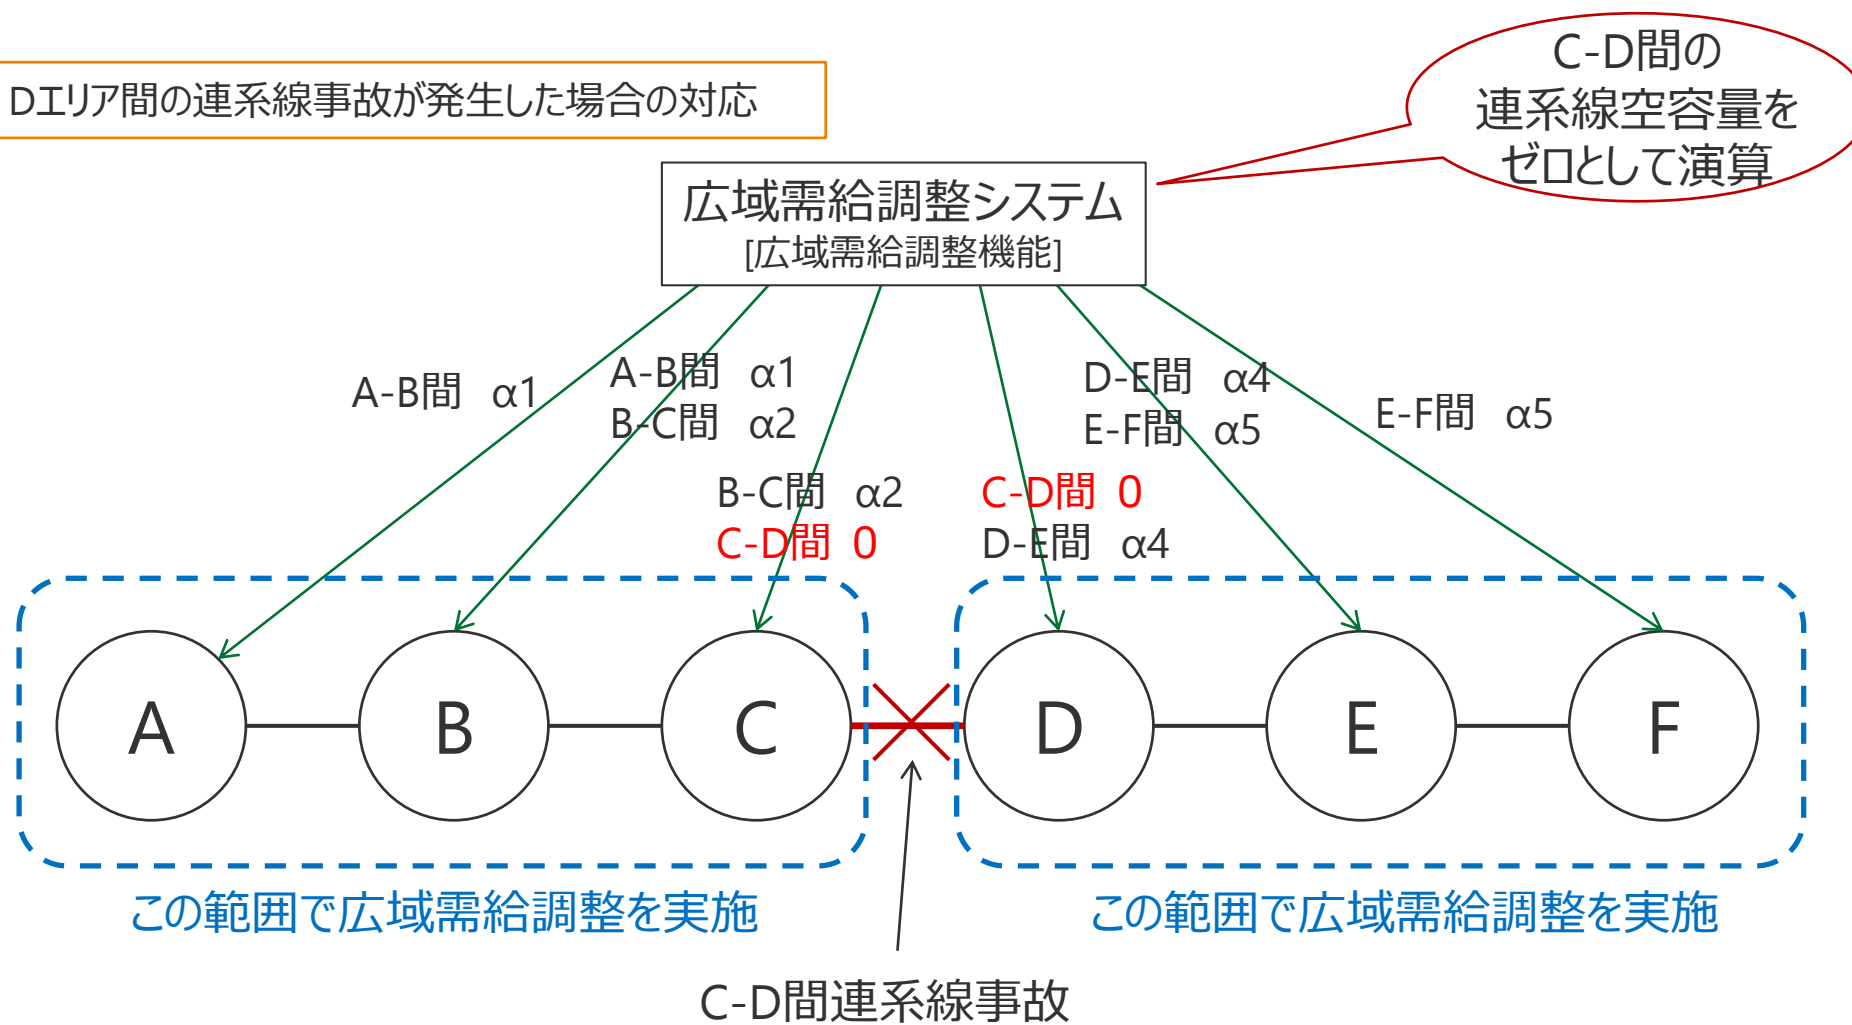 Dエリア間の連系線事故が発生した場合の対応
C-D間の
連系線空容量を
ゼロとして演算
広域需給調整システム
[広域需給調整機能]
A-B間 α1
A-B間 α1
B-C間 α2
B-C間 α2
C-D間 0
C-D間 0
D-E間 α4
D-E間 α4
E-F間 α5
E-F間 α5
A
B
C
D
E
F
この範囲で広域需給調整を実施
この範囲で広域需給調整を実施
C-D間連系線事故